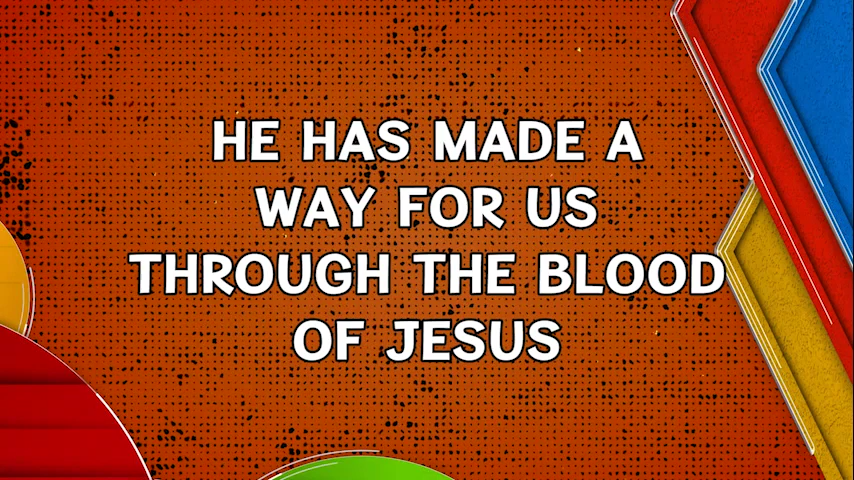 HE HAS MADE A
WAY FOR US
THROUGH THE BLOOD
OF JESUS